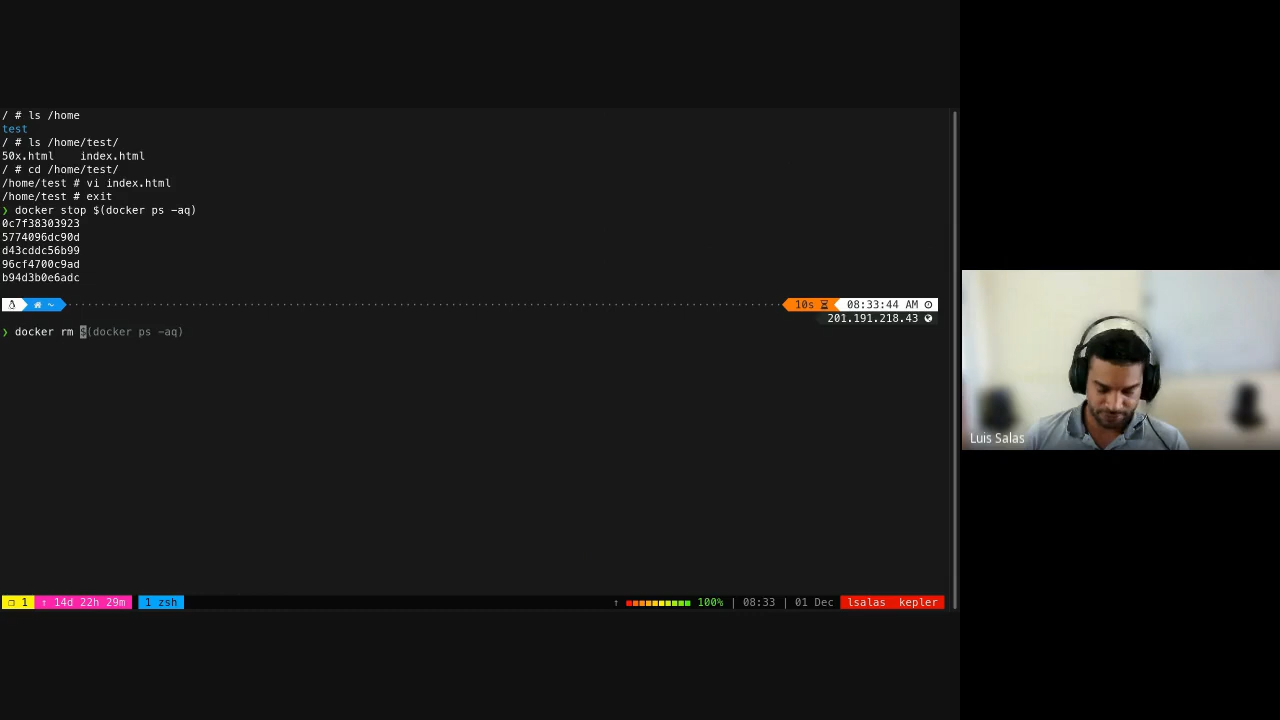 / # ls /home
test
/ # ls /home/test/
50x.html    index.html
/ # cd /home/test/
/home/test # vi index.html
/home/test # exit
❯ docker stop $(docker ps -aq)
0c7f38303923
5774096dc90d
d43cddc56b99
96cf4700c9ad
b94d3b0e6adc
~ 10s 08:33:44 AM
201.191.218.43
❯ docker rm $(docker ps -aq)
Luis Salas
1 ↑ 14d 22h 29m 1 zsh ↑ 100% | 08:33 | 01 Dec lsalas kepler